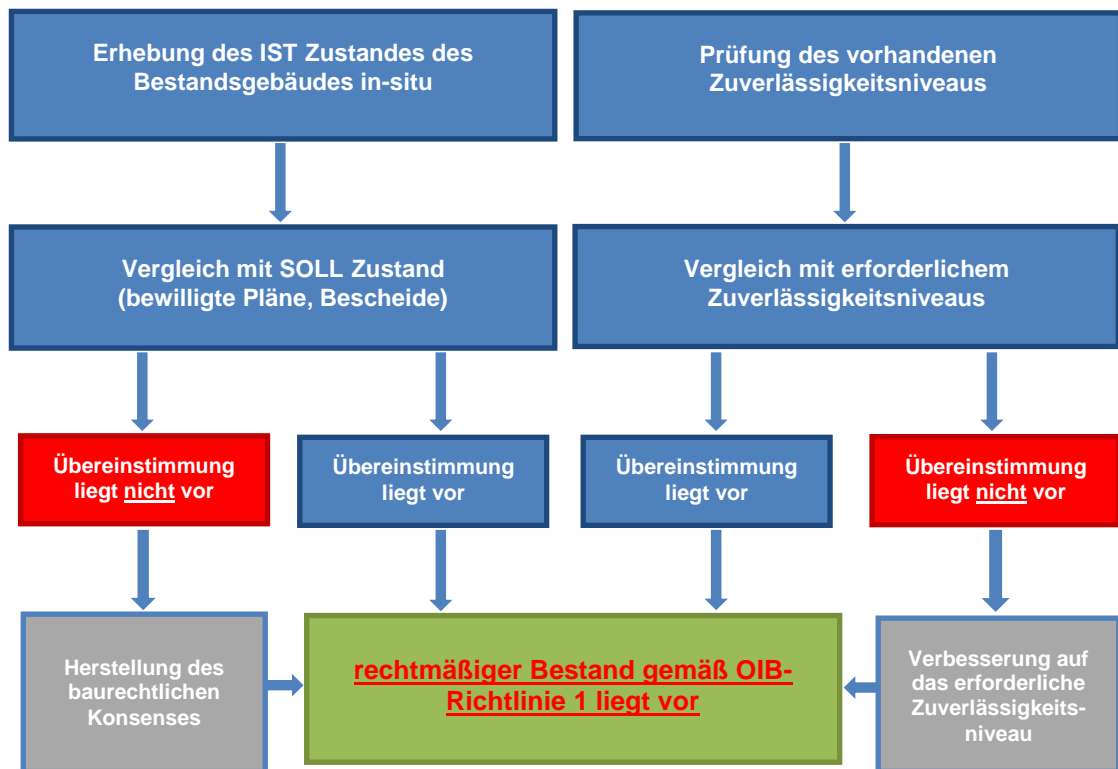 Erhebung des IST Zustandes des
Bestandsgebäudes in-situ
Prüfung des vorhandenen
Zuverlässigkeitsniveaus
Vergleich mit SOLL Zustand
(bewilligte Pläne, Bescheide)
Vergleich mit erforderlichem
Zuverlässigkeitsniveaus
Übereinstimmung
liegt nicht vor
Übereinstimmung
liegt vor
Übereinstimmung
liegt vor
Übereinstimmung
liegt nicht vor
Herstellung des
baurechtlichen
Konsenses
rechtmäßiger Bestand gemäß OIB-
Richtlinie 1 liegt vor
Verbesserung auf
das erforderliche
Zuverlässigkeits-
niveau